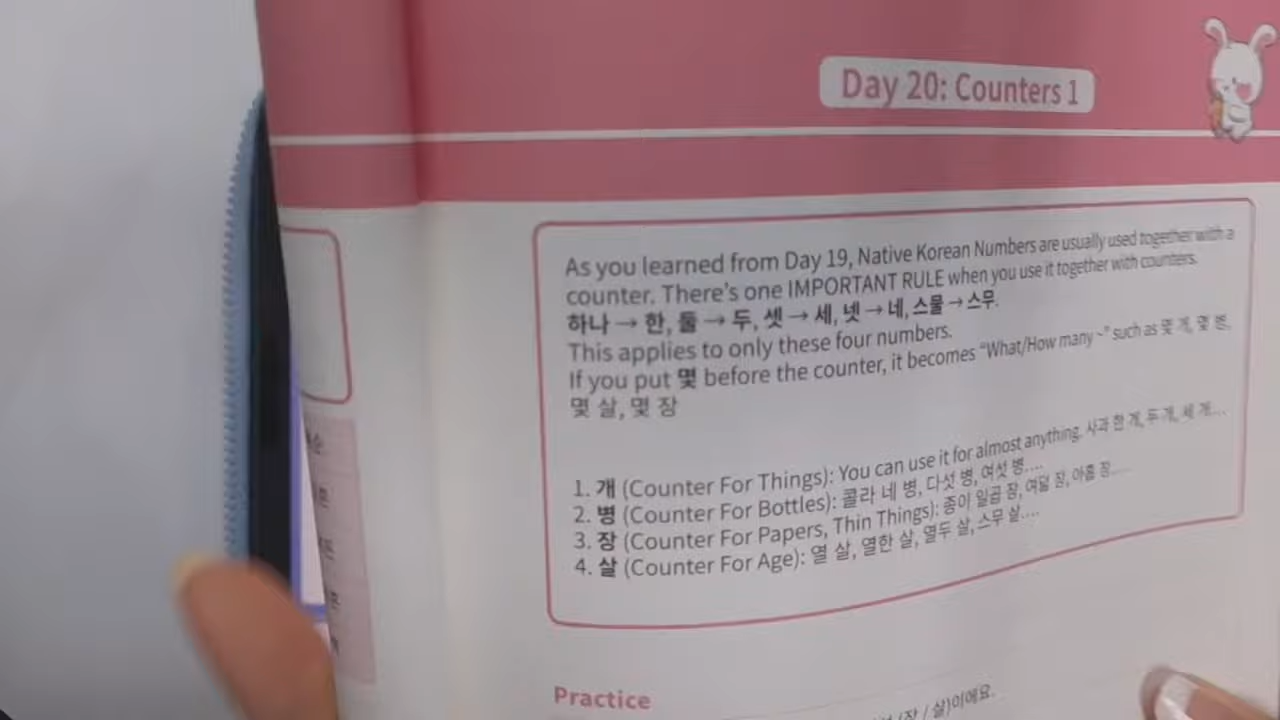 Day 20: Counters 1
As you learned from Day 19, Native Korean Numbers are usually used together with a
counter. There's one IMPORTANT RULE when you use it together with counters.
하나 → 한, 둘 → 두, 셋 → 세, 넷 → 네, 스물 → 스무.
This applies to only these four numbers.
If you put 몇 before the counter, it becomes “What/How many ~” such as 몇 개, 몇 병,
몇 살, 몇 장
1. 개 (Counter For Things): You can use it for almost anything. 사과 한 개, 두 개, 세 개...
2. 병 (Counter For Bottles): 콜라 네 병, 다섯 병, 여섯 병....
3. 장 (Counter For Papers, Thin Things): 종이 일곱 장, 여덟 장, 아홉 장....
4. 살 (Counter For Age): 열 살, 열한 살, 열두 살, 스무 살....
Practice
(장 / 살)이에요.